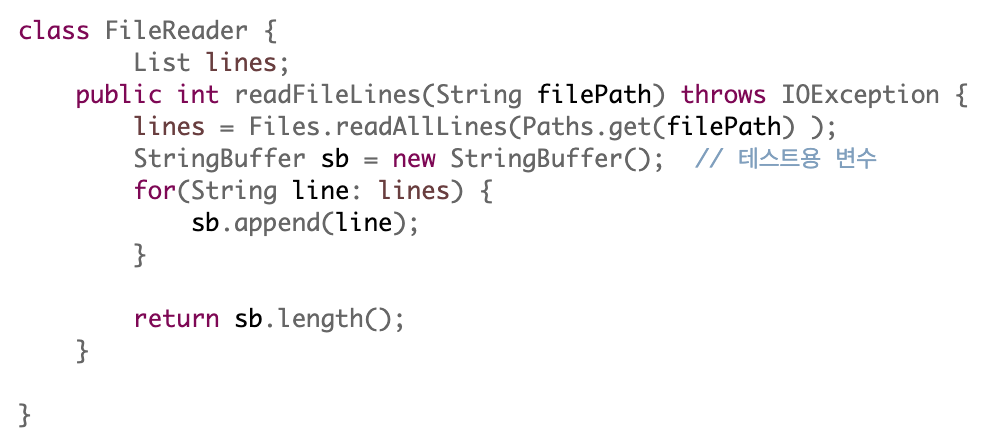 class FileReader {
        List lines;
    public int readFileLines(String filePath) throws IOException {
        lines = Files.readAllLines(Paths.get(filePath) );
        StringBuffer sb = new StringBuffer();  // 테스트용 변수
        for(String line: lines) {
            sb.append(line);
        }

        return sb.length();
    }

}